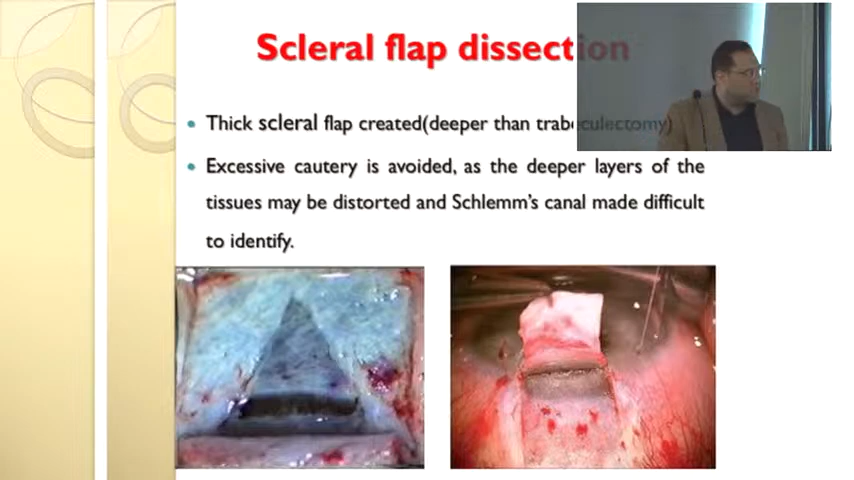 Scleral flap dissection
• Thick scleral flap created(deeper than trabeculectomy)
• Excessive cautery is avoided, as the deeper layers of the
tissues may be distorted and Schlemm's canal made difficult
to identify.